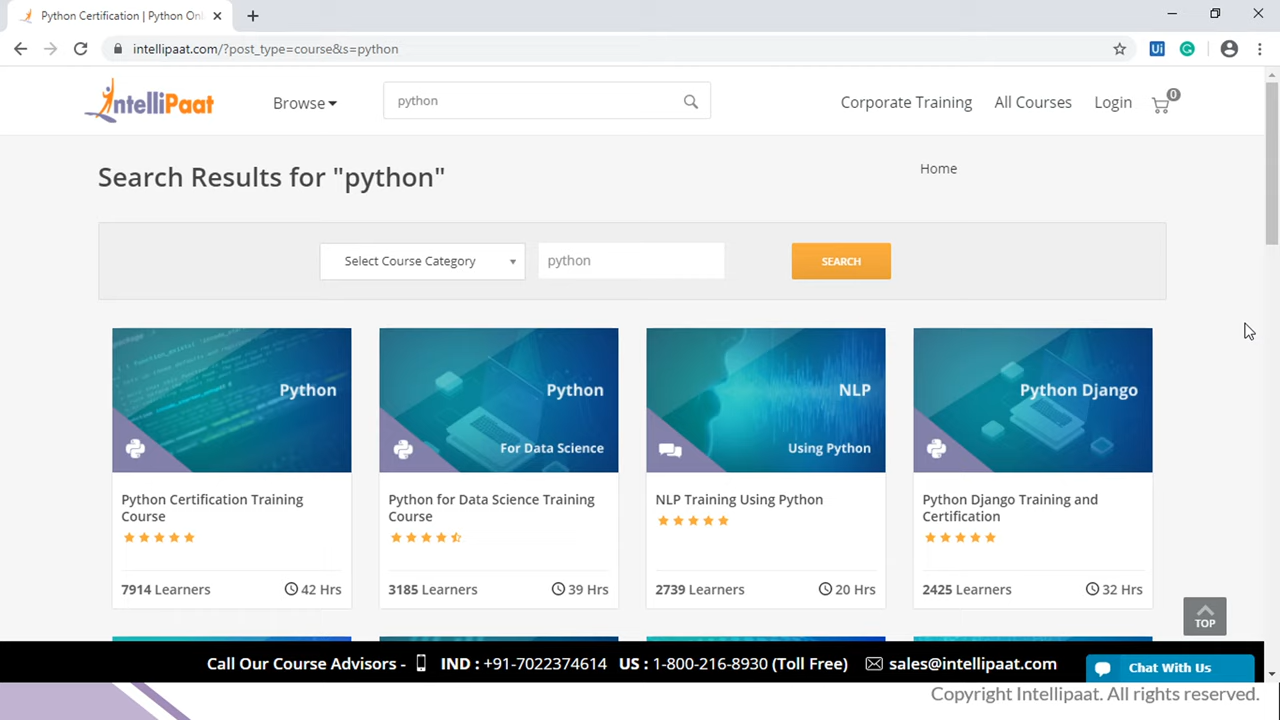 Python Certification | Python Onl
intellipaat.com/?post_type=course&s=python
Ui
IntelliPaat
Browse
python
Corporate Training
All Courses
Login
0
Search Results for "python"
Home
Select Course Category
python
SEARCH
Python
Python
For Data Science
NLP
Using Python
Python Django
Python Certification Training
Course
7914 Learners
42 Hrs
Python for Data Science Training
Course
3185 Learners
39 Hrs
NLP Training Using Python
2739 Learners
20 Hrs
Python Django Training and
Certification
2425 Learners
32 Hrs
TOP
Call Our Course Advisors - IND : +91-7022374614 US : 1-800-216-8930 (Toll Free) sales@intellipaat.com
Chat With Us
Copyright Intellipaat. All rights reserved.